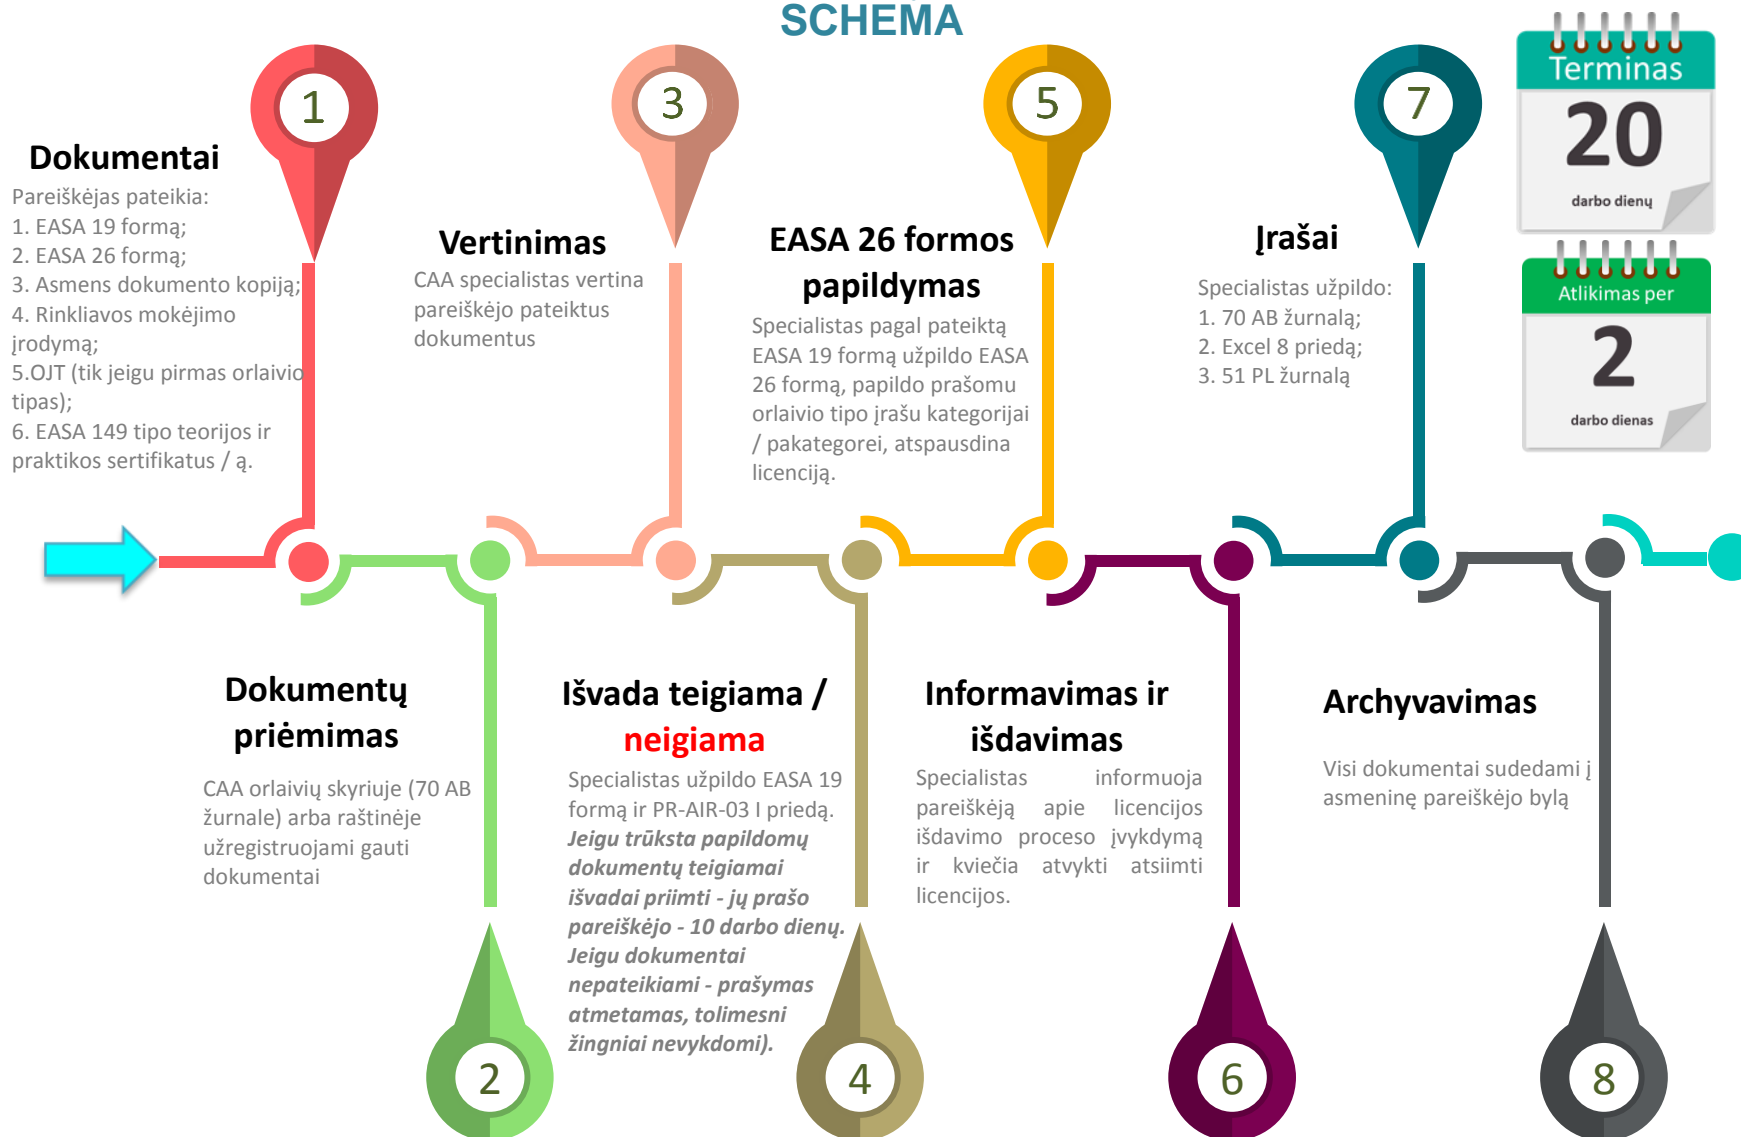 SCHEMA
1
Dokumentai
Pareiškėjas pateikia:
1. EASA 19 formą;
2. EASA 26 formą;
3. Asmens dokumento kopiją;
4. Rinkliavos mokėjimo
įrodymą;
5.OJT (tik jeigu pirmas orlaivio
tipas);
6. EASA 149 tipo teorijos ir
praktikos sertifikatus / ą.
3
Vertinimas
CAA specialistas vertina
pareiškėjo pateiktus
dokumentus
5
EASA 26 formos
papildymas
Specialistas pagal pateiktą
EASA 19 formą užpildo EASA
26 formą, papildo prašomu
orlaivio tipo įrašu kategorijai
/ pakategorei, atspausdina
licenciją.
7
Įrašai
Specialistas užpildo:
1. 70 AB žurnalą;
2. Excel 8 priedą;
3. 51 PL žurnalą
Terminas
20
darbo dienų
Atlikimas per
2
darbo dienas
Dokumentų
priėmimas
CAA orlaivių skyriuje (70 AB
žurnale) arba raštinėje
užregistruojami gauti
dokumentai
2
Išvada teigiama /
neigiama
Specialistas užpildo EASA 19
formą ir PR-AIR-03 I priedą.
Jeigu trūksta papildomų
dokumentų teigiamai
išvadai priimti - jų prašo
pareiškėjo - 10 darbo dienų.
Jeigu dokumentai
nepateikiami - prašymas
atmetamas, tolimesni
žingniai nevykdomi).
4
Informavimas ir
išdavimas
Specialistas informuoja
pareiškėją apie licencijos
išdavimo proceso įvykdymą
ir kviečia atvykti atsiimti
licencijos.
6
Archyvavimas
Visi dokumentai sudedami į
asmeninę pareiškėjo bylą
8